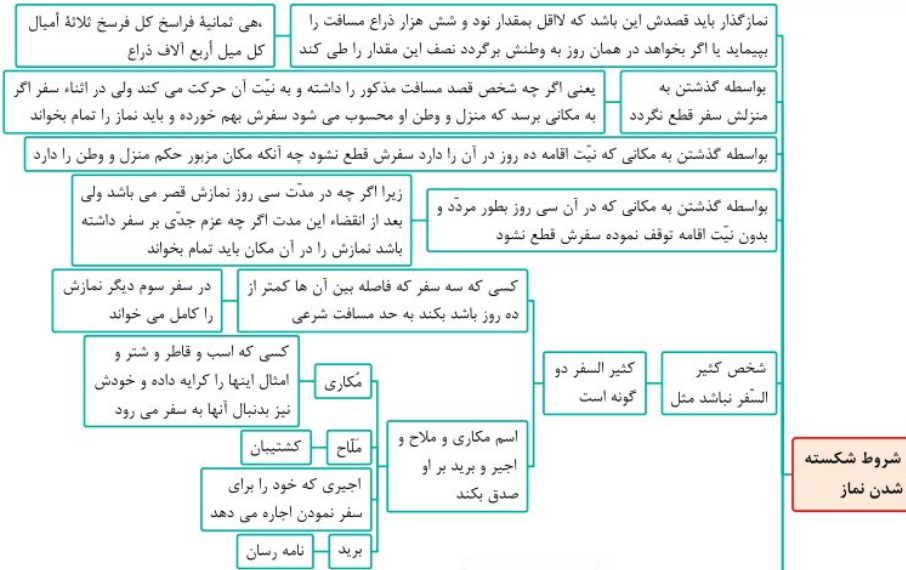 شروط شکسته
شدن نماز
نمازگذار باید قصدش این باشد که لااقل بمقدار نود و شش هزار ذراع مسافت را
بپیماید یا اگر بخواهد در همان روز به وطنش برگردد نصف این مقدار را طی کند
،هی ثمانیة فراسخ کل فرسخ ثلاثة أمیال
کل میل أربع آلاف ذراع
بواسطه گذشتن به
منزلش سفر قطع نگردد
یعنی اگر چه شخص قصد مسافت مذکور را داشته و به نیّت آن حرکت می کند ولی در اثناء سفر اگر
به مکانی برسد که منزل و وطن او محسوب می شود سفرش بهم خورده و باید نماز را تمام بخواند
بواسطه گذشتن به مکانی که نیّت اقامه ده روز در آن را دارد سفرش قطع نشود چه آنکه مکان مزبور حکم منزل و وطن را دارد
بواسطه گذشتن به مکانی که در آن سی روز بطور مردّد و
بدون نیّت اقامه توقف نموده سفرش قطع نشود
زیرا اگر چه در مدّت سی روز نمازش قصر می باشد ولی
بعد از انقضاء این مدت اگر چه عزم جدّی بر سفر داشته
باشد نمازش را در آن مکان باید تمام بخواند
شخص کثیر
السّفر نباشد مثل
کثیر السفر دو
گونه است
کسی که سه سفر که فاصله بین آن ها کمتر از
ده روز باشد بکند به حد مسافت شرعی
در سفر سوم دیگر نمازش
را کامل می خواند
اسم مکاری و ملاح و
اجیر و برید بر او
صدق بکند
مُکاری
کسی که اسب و قاطر و شتر و
امثال اینها را کرایه داده و خودش
نیز بدنبال آنها به سفر می رود
مَلّاح
کشتیبان
اجیری که خود را برای
سفر نمودن اجاره می دهد
برید
نامه رسان